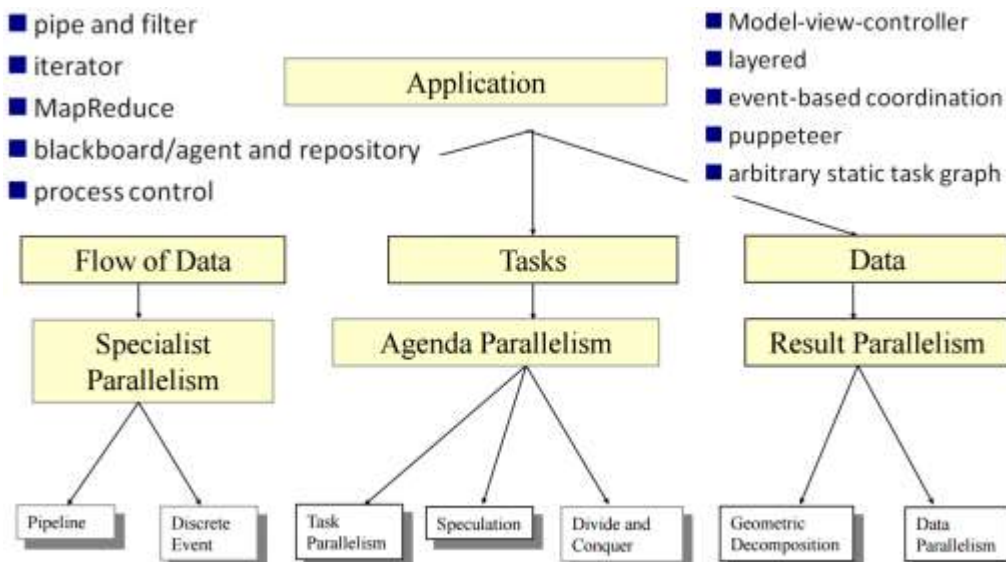 pipe and filter
iterator
MapReduce
blackboard/agent and repository
process control
Model-view-controller
layered
event-based coordination
puppeteer
arbitrary static task graph
Application
Flow of Data
Tasks
Data
Specialist
Parallelism
Agenda Parallelism
Result Parallelism
Pipeline
Discrete
Event
Task
Parallelism
Speculation
Divide and
Conquer
Geometric
Decomposition
Data
Parallelism